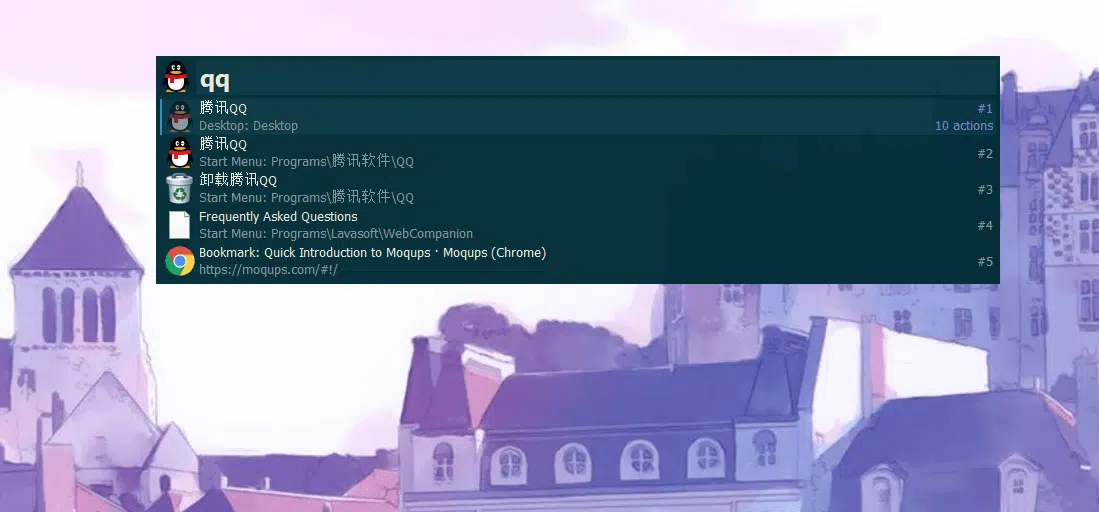 qq
腾讯QQ
#1
Desktop: Desktop
10 actions
腾讯QQ
Start Menu: Programs\腾讯软件\QQ
#2
卸载腾讯QQ
Start Menu: Programs\腾讯软件\QQ
#3
Frequently Asked Questions
Start Menu: Programs\Lavasoft\WebCompanion
#4
Bookmark: Quick Introduction to Moqups · Moqups (Chrome)
https://moqups.com/#!/
#5